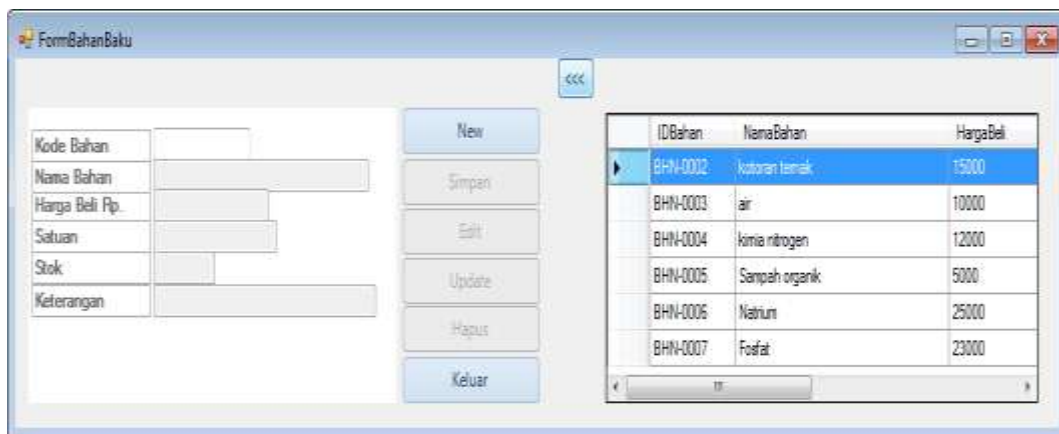 FormBahanBaku
<<<
Kode Bahan
Nama Bahan
Harga Beli Rp.
Satuan
Stok
Keterangan
New
Simpan
Edit
Update
Hapus
Keluar
IDBahan NamaBahan HargaBeli
BHN-0002 kotoran ternak 15000
BHN-0003 air 10000
BHN-0004 kimia nitrogen 12000
BHN-0005 Sampah organik 5000
BHN-0006 Natrium 25000
BHN-0007 Fosfat 23000